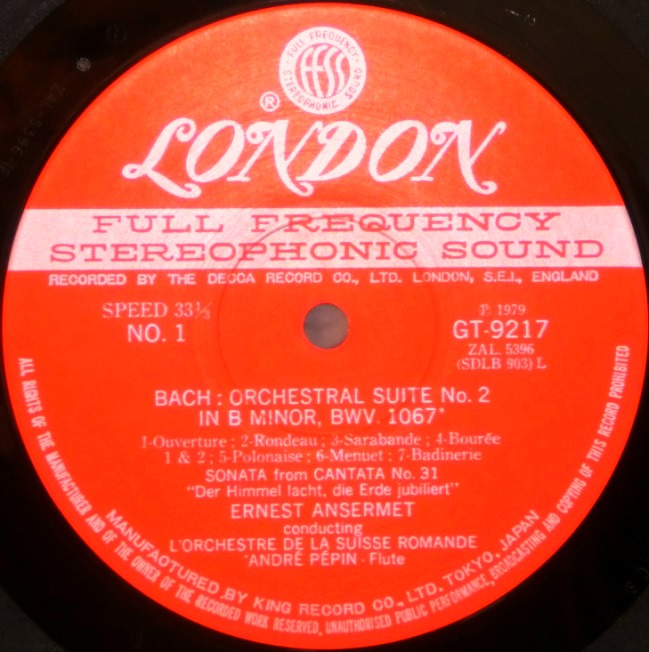 FULL FREQUENCY
FFSS
STEREOPHONIC SOUND
®
LONDON
FULL FREQUENCY
STEREOPHONIC SOUND
RECORDED BY THE DECCA RECORD CO., LTD. LONDON, S.E.I., ENGLAND
SPEED 33⅓
NO. 1
P. 1979
GT-9217
ZAL. 5396
(SDLB 903) L
BACH : ORCHESTRAL SUITE No. 2
IN B MINOR, BWV. 1067*
1-Ouverture ; 2-Rondeau ; 3-Sarabande ; 4-Bourée
1 & 2 ; 5-Polonaise ; 6-Menuet ; 7-Badinerie
SONATA from CANTATA No. 31
"Der Himmel lacht, die Erde jubiliert"
ERNEST ANSERMET
conducting
L'ORCHESTRE DE LA SUISSE ROMANDE
*ANDRÉ PÉPIN - Flute
MANUFACTURED BY KING RECORD CO., LTD. TOKYO, JAPAN
ALL RIGHTS OF THE MANUFACTURER AND OF THE OWNER OF THE RECORDED WORK RESERVED, UNAUTHORISED PUBLIC PERFORMANCE, BROADCASTING AND COPYING OF THIS RECORD PROHIBITED